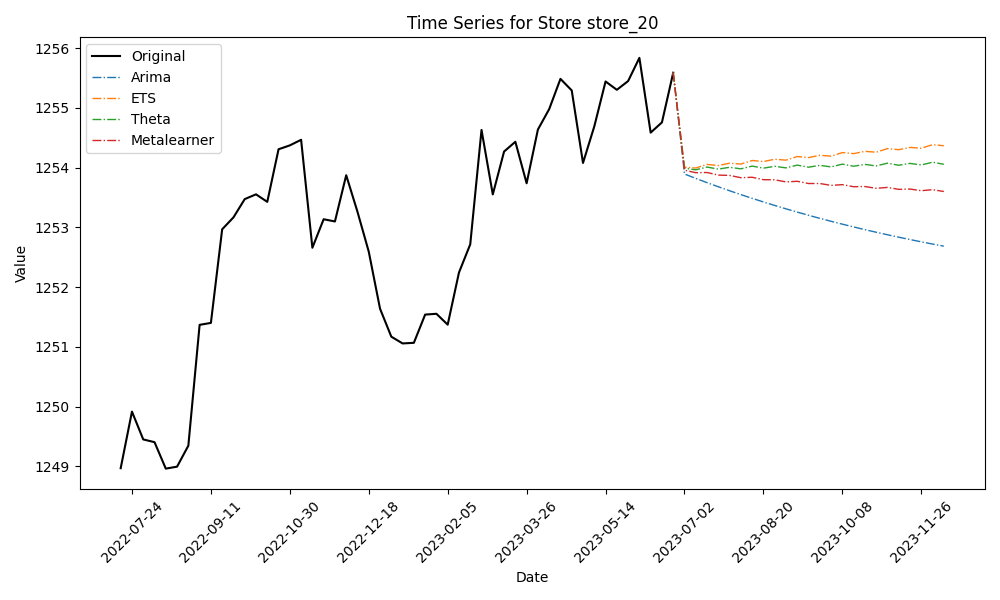 Time Series for Store store_20
Original
Arima
ETS
Theta
Metalearner
Value
1256
1255
1254
1253
1252
1251
1250
1249
2022-07-24
2022-09-11
2022-10-30
2022-12-18
2023-02-05
2023-03-26
2023-05-14
2023-07-02
2023-08-20
2023-10-08
2023-11-26
Date